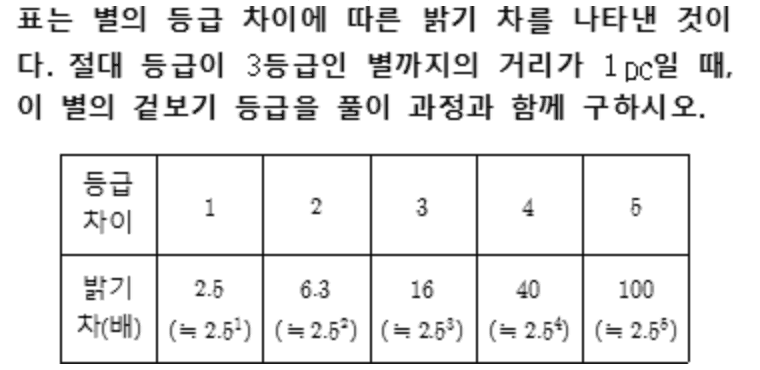 표는 별의 등급 차이에 따른 밝기 차를 나타낸 것이
다. 절대 등급이 3등급인 별까지의 거리가 1pc일 때,
이 별의 겉보기 등급을 풀이 과정과 함께 구하시오.
등급 차이 1 2 3 4 5
밝기 차(배) 2.5 6.3 16 40 100
(≒ 2.5¹) (≒ 2.5²) (≒ 2.5³) (≒ 2.5⁴) (≒ 2.5⁵)